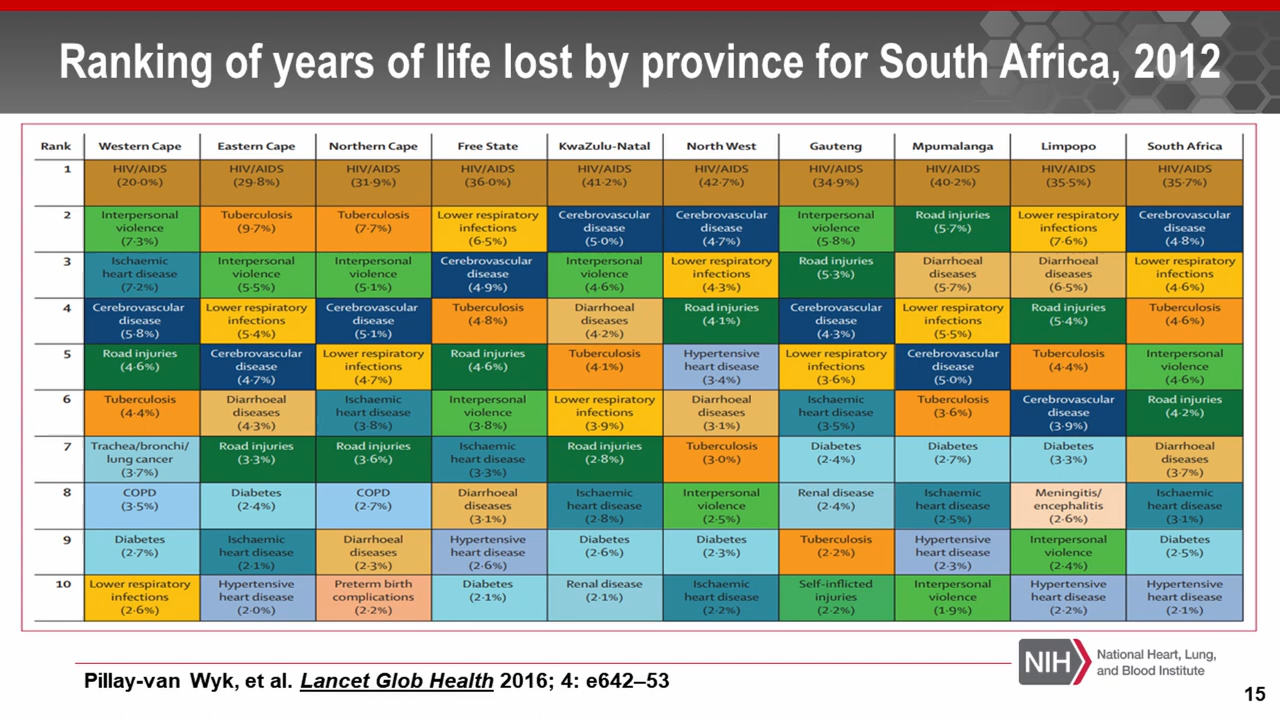 Ranking of years of life lost by province for South Africa, 2012
Rank Western Cape Eastern Cape Northern Cape Free State KwaZulu-Natal North West Gauteng Mpumalanga Limpopo South Africa
1 HIV/AIDS HIV/AIDS HIV/AIDS HIV/AIDS HIV/AIDS HIV/AIDS HIV/AIDS HIV/AIDS HIV/AIDS HIV/AIDS
(20·0%) (29·8%) (31·9%) (36·0%) (41·2%) (42·7%) (34·9%) (40·2%) (35·5%) (35·7%)
2 Interpersonal Tuberculosis Tuberculosis Lower respiratory Cerebrovascular Cerebrovascular Interpersonal Road injuries Lower respiratory Cerebrovascular
violence (9·7%) (7·7%) infections disease disease violence (5·7%) infections disease
(7·3%) (6·5%) (5·0%) (4·7%) (5·8%) (7·6%) (4·8%)
3 Ischaemic Interpersonal Interpersonal Cerebrovascular Interpersonal Lower respiratory Road injuries Diarrhoeal Diarrhoeal Lower respiratory
heart disease violence violence disease violence infections (5·3%) diseases diseases infections
(7·2%) (5·5%) (5·1%) (4·9%) (4·6%) (4·3%) (5·7%) (6·5%) (4·6%)
4 Cerebrovascular Lower respiratory Cerebrovascular Tuberculosis Diarrhoeal Road injuries Cerebrovascular Lower respiratory Road injuries Tuberculosis
disease infections disease (4·8%) diseases (4·1%) disease infections (5·4%) (4·6%)
(5·8%) (5·4%) (5·1%) (4·2%) (4·3%) (5·5%)
5 Road injuries Cerebrovascular Lower respiratory Road injuries Tuberculosis Hypertensive Lower respiratory Cerebrovascular Tuberculosis Interpersonal
(4·6%) disease infections (4·6%) (4·1%) heart disease infections disease (4·4%) violence
(4·7%) (4·7%) (3·4%) (3·6%) (5·0%) (4·6%)
6 Tuberculosis Diarrhoeal Ischaemic Interpersonal Lower respiratory Diarrhoeal Ischaemic Tuberculosis Cerebrovascular Road injuries
(4·4%) diseases heart disease violence infections diseases heart disease (3·6%) disease (4·2%)
(4·3%) (3·8%) (3·8%) (3·9%) (3·1%) (3·5%) (3·9%)
7 Trachea/bronchi/ Road injuries Road injuries Ischaemic Road injuries Tuberculosis Diabetes Diabetes Diabetes Diarrhoeal
lung cancer (3·3%) (3·6%) heart disease (2·8%) (3·0%) (2·4%) (2·7%) (3·3%) diseases
(3·7%) (3·3%) (3·7%)
8 COPD Diabetes COPD Diarrhoeal Ischaemic Interpersonal Renal disease Ischaemic Meningitis/ Ischaemic
(3·5%) (2·4%) (2·7%) diseases heart disease violence (2·4%) heart disease encephalitis heart disease
(3·1%) (2·8%) (2·5%) (2·5%) (2·6%) (3·1%)
9 Diabetes Ischaemic Diarrhoeal Hypertensive Diabetes Diabetes Tuberculosis Hypertensive Interpersonal Diabetes
(2·7%) heart disease diseases heart disease (2·6%) (2·3%) (2·2%) heart disease violence (2·5%)
(2·1%) (2·3%) (2·6%) (2·3%) (2·4%)
10 Lower respiratory Hypertensive Preterm birth Diabetes Renal disease Ischaemic Self-inflicted Interpersonal Hypertensive Hypertensive
infections heart disease complications (2·1%) (2·1%) heart disease injuries violence heart disease heart disease
(2·6%) (2·0%) (2·2%) (2·2%) (2·2%) (1·9%) (2·2%) (2·1%)
NIH National Heart, Lung,
and Blood Institute
Pillay-van Wyk, et al. Lancet Glob Health 2016; 4: e642–53
15